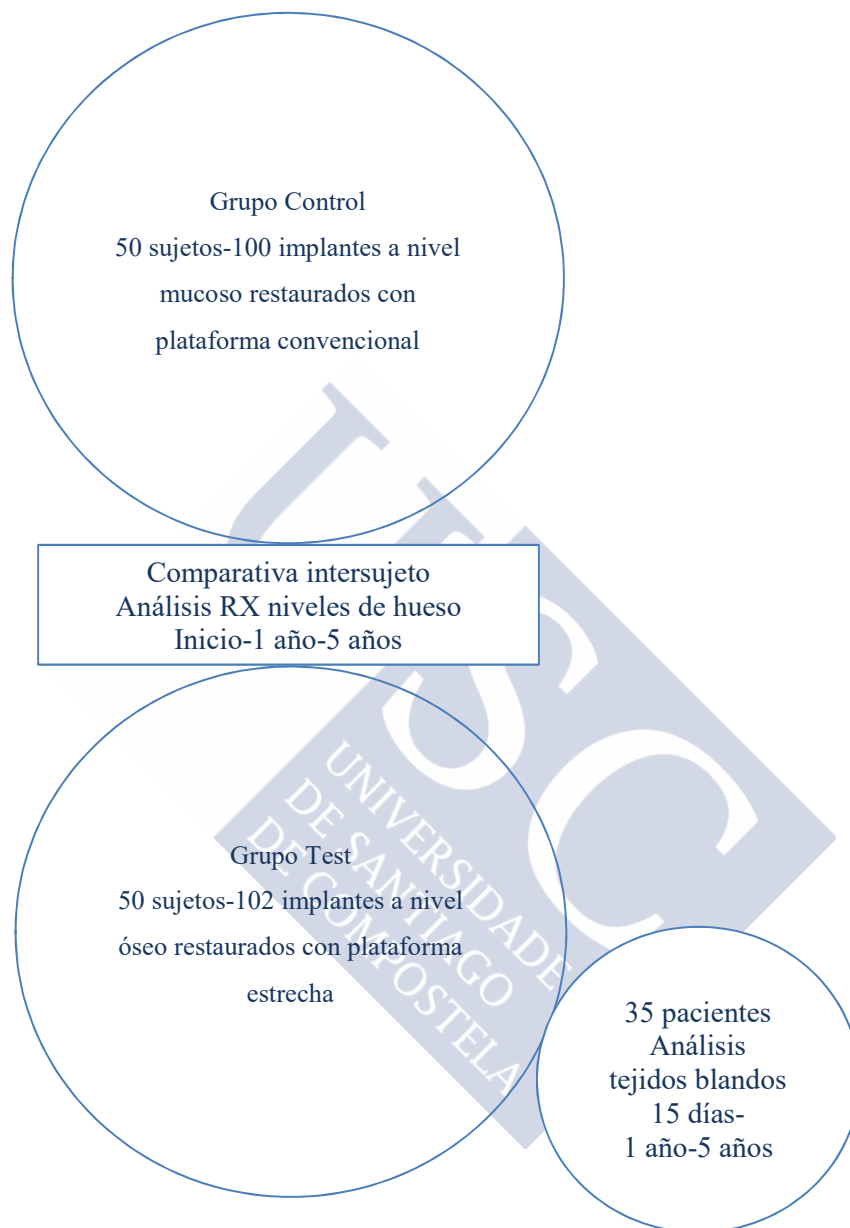 Grupo Control
50 sujetos-100 implantes a nivel
mucoso restaurados con
plataforma convencional
Comparativa intersujeto
Análisis RX niveles de hueso
Inicio-1 año-5 años
Grupo Test
50 sujetos-102 implantes a nivel
óseo restaurados con plataforma
estrecha
35 pacientes
Análisis
tejidos blandos
15 días-
1 año-5 años
USC
UNIVERSIDADE
DE SANTIAGO
DE COMPOSTELA